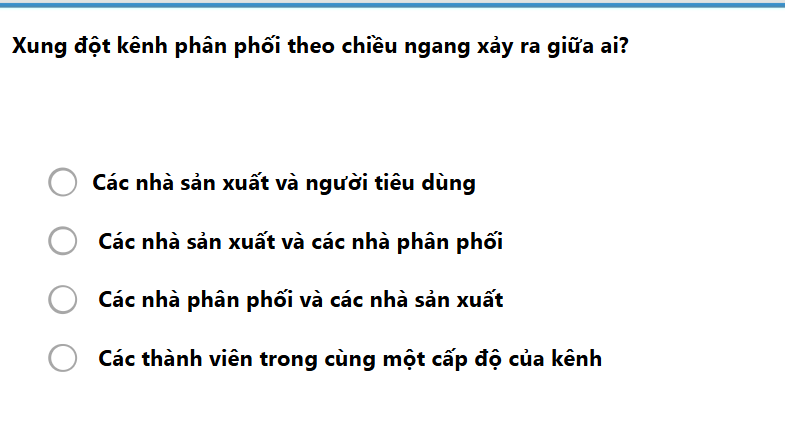 Xung đột kênh phân phối theo chiều ngang xảy ra giữa ai?
Các nhà sản xuất và người tiêu dùng
Các nhà sản xuất và các nhà phân phối
Các nhà phân phối và các nhà sản xuất
Các thành viên trong cùng một cấp độ của kênh